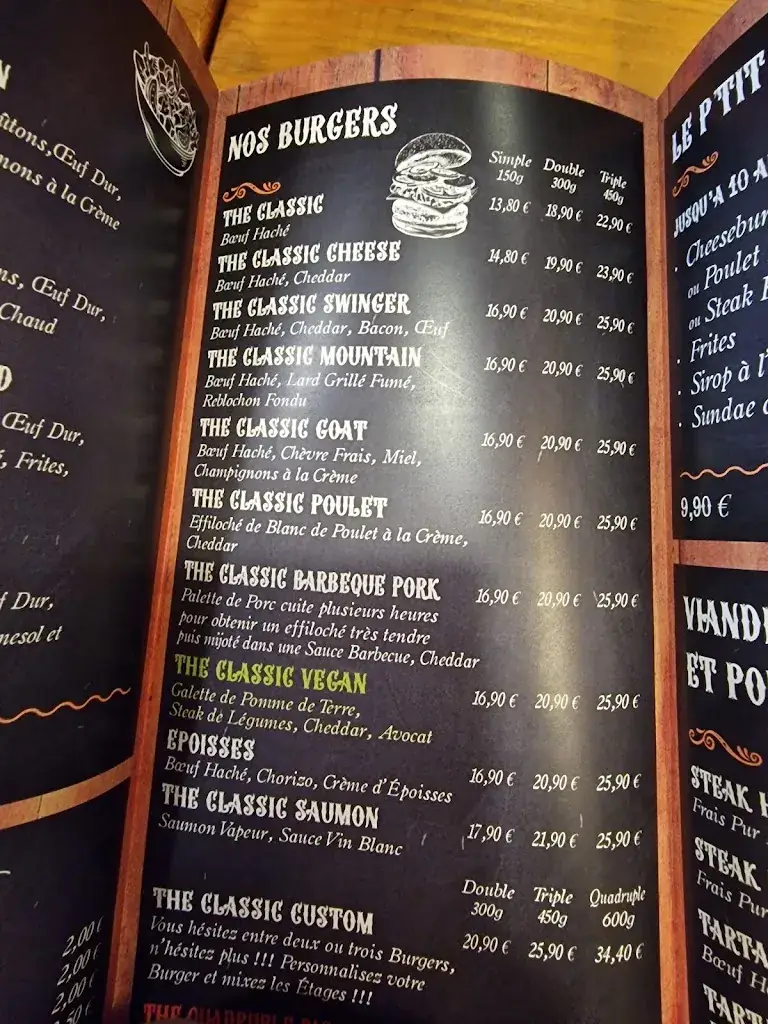 Œuf Dur,
à la Crème
Œuf Dur,
Chaud
Œuf Dur,
Frites,
Dur,
et
2,00
2,00
2,00
NOS BURGERS
Simple Double Triple
150g 300g 450g
THE CLASSIC 13,80 € 18,90 € 22,90 €
Bœuf Haché
THE CLASSIC CHEESE 14,80 € 19,90 € 23,90 €
Bœuf Haché, Cheddar
THE CLASSIC SWINGER 16,90 € 20,90 € 25,90 €
Bœuf Haché, Cheddar, Bacon, Œuf
THE CLASSIC MOUNTAIN 16,90 € 20,90 € 25,90 €
Bœuf Haché, Lard Grillé Fumé,
Reblochon Fondu
THE CLASSIC GOAT 16,90 € 20,90 € 25,90 €
Bœuf Haché, Chèvre Frais, Miel,
Champignons à la Crème
THE CLASSIC POULET 16,90 € 20,90 € 25,90 €
Effiloché de Blanc de Poulet à la Crème,
Cheddar
THE CLASSIC BARBEQUE PORK 16,90 € 20,90 € 25,90 €
Palette de Porc cuite plusieurs heures
pour obtenir un effiloché très tendre
puis mijoté dans une Sauce Barbecue, Cheddar
THE CLASSIC VEGAN 16,90 € 20,90 € 25,90 €
Galette de Pomme de Terre,
Steak de Légumes, Cheddar, Avocat
EPOISSES 16,90 € 20,90 € 25,90 €
Bœuf Haché, Chorizo, Crème d'Époisses
THE CLASSIC SAUMON 17,90 € 21,90 € 25,90 €
Saumon Vapeur, Sauce Vin Blanc
Double Triple Quadruple
300g 450g 600g
THE CLASSIC CUSTOM 20,90 € 25,90 € 34,40 €
Vous hésitez entre deux ou trois Burgers,
n'hésitez plus !!! Personnalisez votre
Burger et mixez les Étages !!!
THE QUADRUPLE
LE P'TIT
JUSQU'A 10
· Cheesebur
ou Poulet
ou Steak
· Frites
· Sirop à l'
· Sundae
9,90 €
VIAND
ET PO
STEAK
Frais Pur
STEAK
Frais Pur
TARTA
Bœuf H
TART